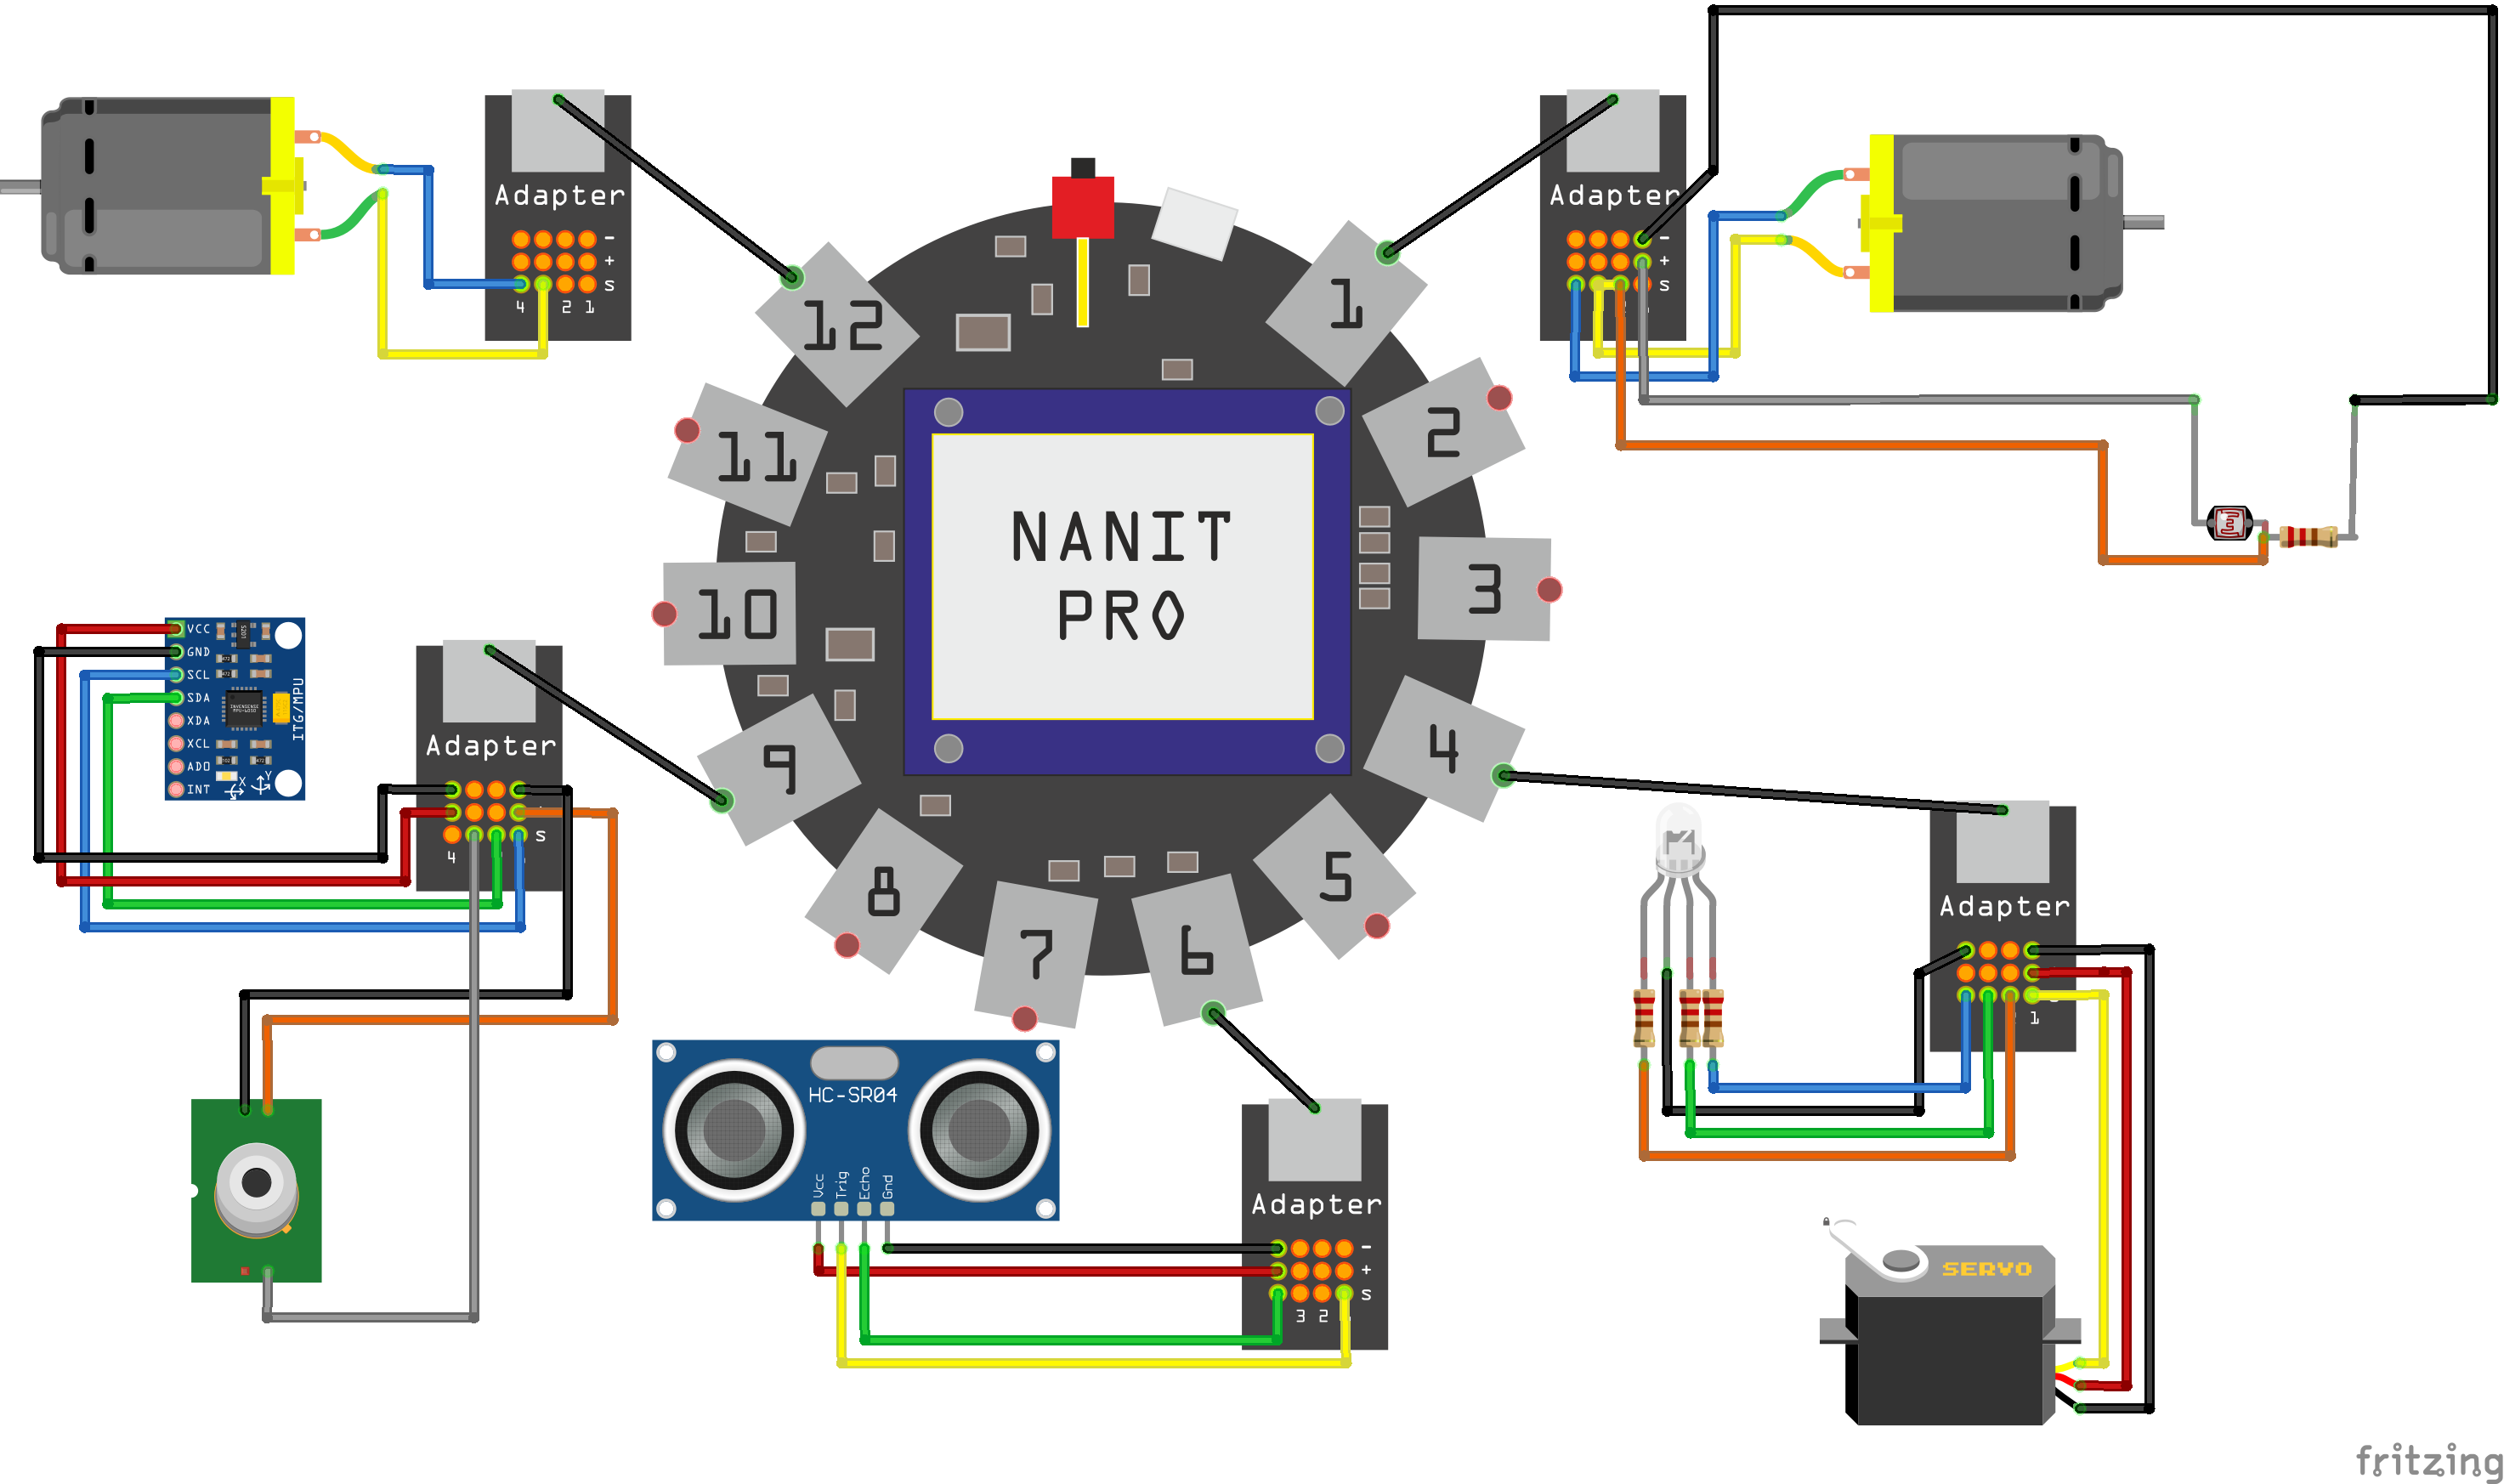 Adapter
-
+
S
4 2 1
Adapter
-
+
S
12
1
11
2
NANIT
PRO
10
3
9
4
8
5
7
6
VCC
GND
SCL
SDA
XDA
XCL
AD0
INT
ITG/MPU
X
Y
Adapter
S
4
Adapter
1
HC-SR04
Vcc
Trig
Echo
Gnd
Adapter
-
+
S
3 2
SERVO
fritzing